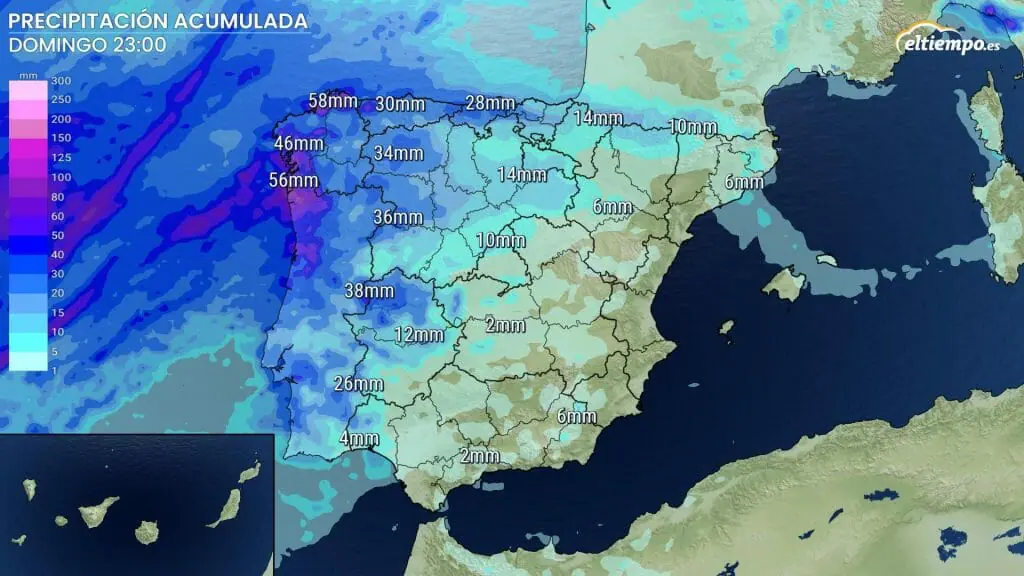 PRECIPITACIÓN ACUMULADA
DOMINGO 23:00
eltiempo.es
mm
300
250
200
150
125
100
80
60
50
40
30
20
15
10
5
1
58mm
30mm
28mm
14mm
10mm
46mm
34mm
56mm
14mm
6mm
36mm
6mm
10mm
38mm
12mm
2mm
26mm
6mm
4mm
2mm